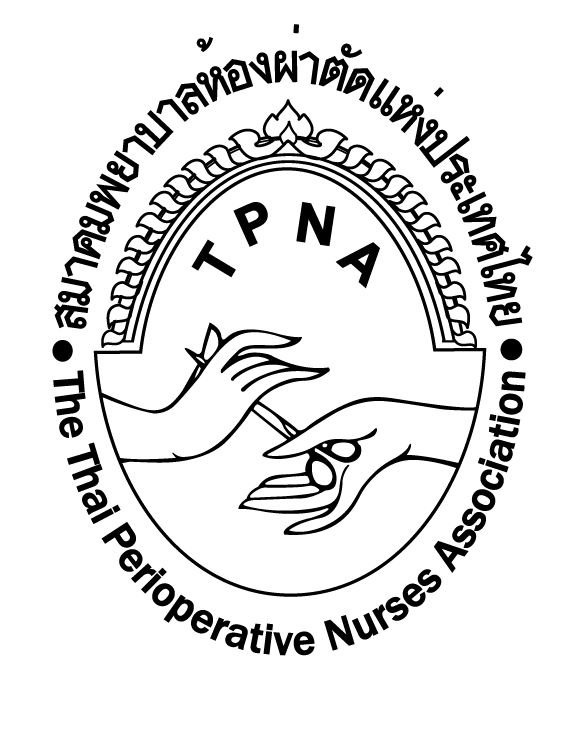 สมาคมพยาบาลห้องผ่าตัดแห่งประเทศไทย
TPNA
The Thai Perioperative Nurses Association